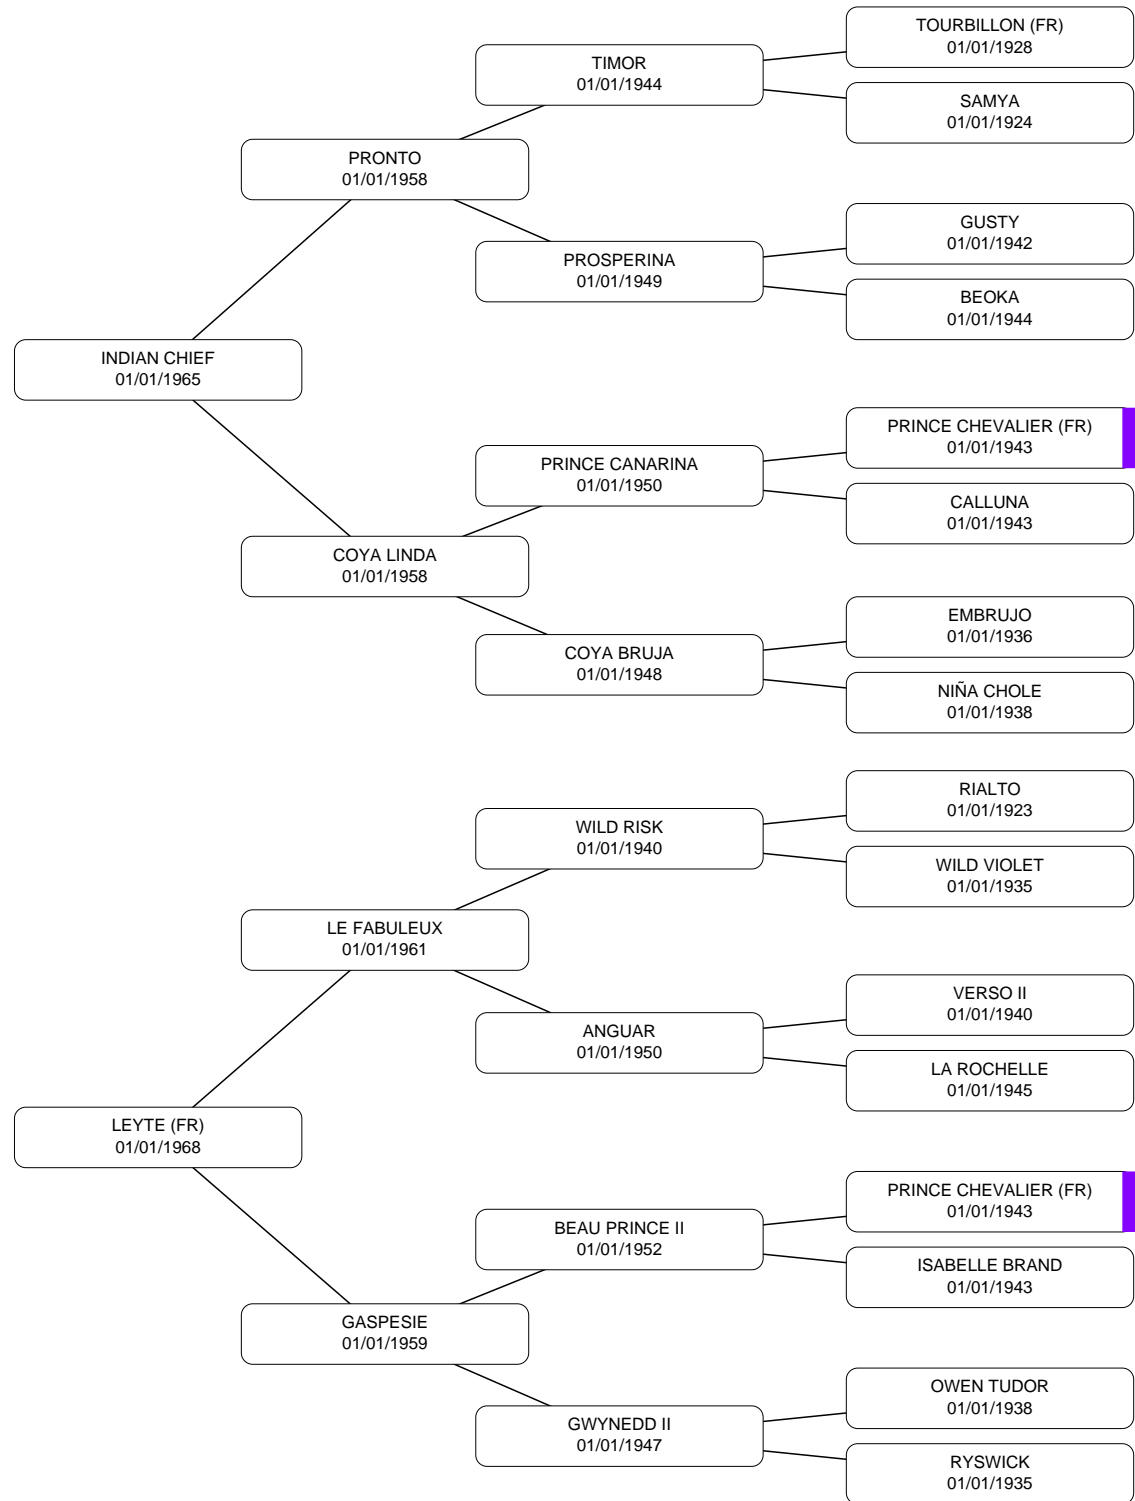 TOURBILLON (FR)
01/01/1928
TIMOR
01/01/1944
SAMYA
01/01/1924
PRONTO
01/01/1958
GUSTY
01/01/1942
PROSPERINA
01/01/1949
BEOKA
01/01/1944
INDIAN CHIEF
01/01/1965
PRINCE CHEVALIER (FR)
01/01/1943
PRINCE CANARINA
01/01/1950
CALLUNA
01/01/1943
COYA LINDA
01/01/1958
EMBRUJO
01/01/1936
COYA BRUJA
01/01/1948
NIÑA CHOLE
01/01/1938
RIALTO
01/01/1923
WILD RISK
01/01/1940
WILD VIOLET
01/01/1935
LE FABULEUX
01/01/1961
VERSO II
01/01/1940
ANGUAR
01/01/1950
LA ROCHELLE
01/01/1945
LEYTE (FR)
01/01/1968
PRINCE CHEVALIER (FR)
01/01/1943
BEAU PRINCE II
01/01/1952
ISABELLE BRAND
01/01/1943
GASPESIE
01/01/1959
OWEN TUDOR
01/01/1938
GWYNEDD II
01/01/1947
RYSWICK
01/01/1935